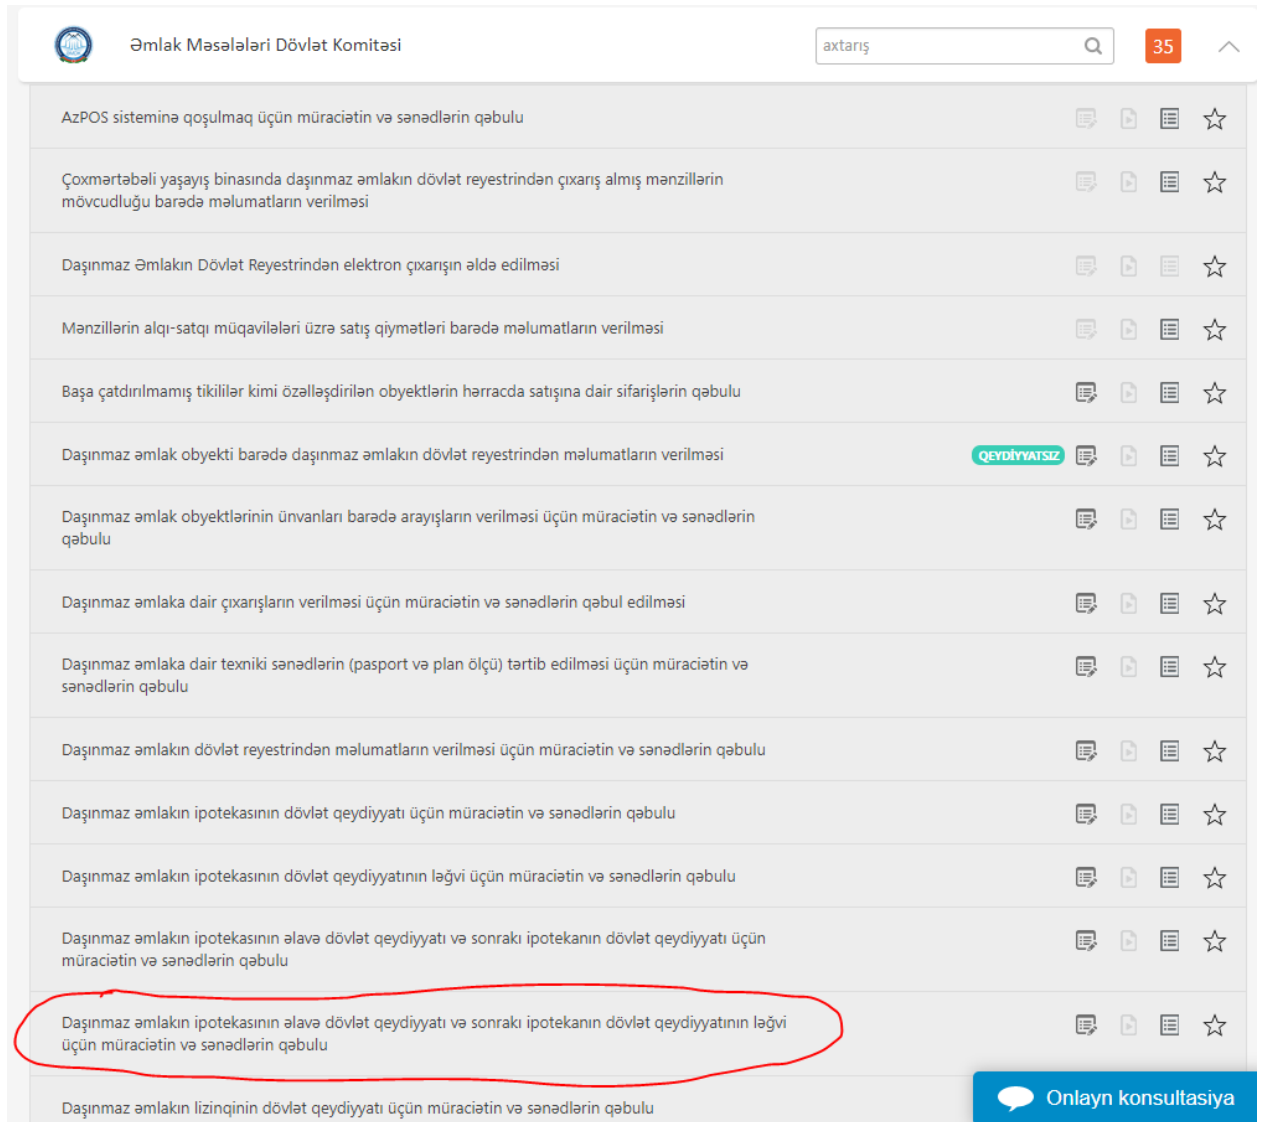 Əmlak Məsələləri Dövlət Komitəsi
axtarış
35
AzPOS sisteminə qoşulmaq üçün müraciətin və sənədlərin qəbulu
Çoxmərtəbəli yaşayış binasında daşınmaz əmlakın dövlət reyestrindən çıxarış almış mənzillərin
mövcudluğu barədə məlumatların verilməsi
Daşınmaz Əmlakın Dövlət Reyestrindən elektron çıxarışın əldə edilməsi
Mənzillərin alqı-satqı müqavilələri üzrə satış qiymətləri barədə məlumatların verilməsi
Başa çatdırılmamış tikililər kimi özəlləşdirilən obyektlərin hərracda satışına dair sifarişlərin qəbulu
Daşınmaz əmlak obyekti barədə daşınmaz əmlakın dövlət reyestrindən məlumatların verilməsi
QEYDİYYATSIZ
Daşınmaz əmlak obyektlərinin ünvanları barədə arayışların verilməsi üçün müraciətin və sənədlərin
qəbulu
Daşınmaz əmlaka dair çıxarışların verilməsi üçün müraciətin və sənədlərin qəbul edilməsi
Daşınmaz əmlaka dair texniki sənədlərin (pasport və plan ölçü) tərtib edilməsi üçün müraciətin və
sənədlərin qəbulu
Daşınmaz əmlakın dövlət reyestrindən məlumatların verilməsi üçün müraciətin və sənədlərin qəbulu
Daşınmaz əmlakın ipotekasının dövlət qeydiyyatı üçün müraciətin və sənədlərin qəbulu
Daşınmaz əmlakın ipotekasının dövlət qeydiyyatının ləğvi üçün müraciətin və sənədlərin qəbulu
Daşınmaz əmlakın ipotekasının əlavə dövlət qeydiyyatı və sonrakı ipotekanın dövlət qeydiyyatı üçün
müraciətin və sənədlərin qəbulu
Daşınmaz əmlakın ipotekasının əlavə dövlət qeydiyyatı və sonrakı ipotekanın dövlət qeydiyyatının ləğvi
üçün müraciətin və sənədlərin qəbulu
Daşınmaz əmlakın lizinqinin dövlət qeydiyyatı üçün müraciətin və sənədlərin qəbulu
Onlayn konsultasiya